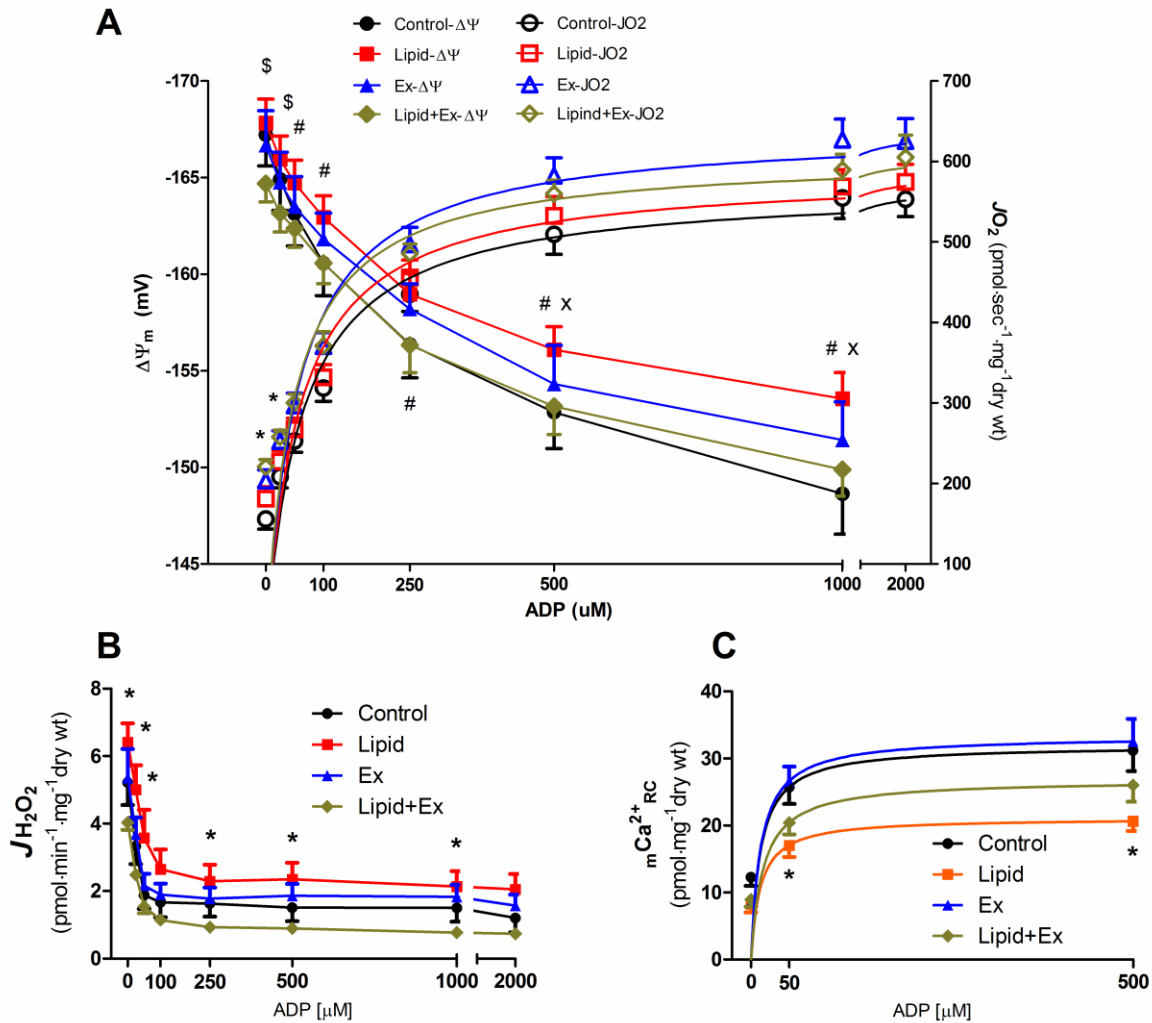 A
Control-ΔΨ
Control-JO2
Lipid-ΔΨ
Lipid-JO2
Ex-ΔΨ
Ex-JO2
Lipid+Ex-ΔΨ
Lipind+Ex-JO2
-170
-165
-160
-155
-150
-145
ΔΨm (mV)
700
600
500
400
300
200
100
JO2 (pmol·sec-1·mg-1dry wt)
$
$
#
#
#
# x
# x
*
*
0
100
250
500
1000
2000
ADP (uM)
B
8
6
4
2
0
JH2O2
(pmol·min-1·mg-1dry wt)
*
*
*
*
*
*
Control
Lipid
Ex
Lipid+Ex
0
100
250
500
1000
2000
ADP [µM]
C
40
30
20
10
0
mCa2+RC
(pmol·mg-1dry wt)
Control
Lipid
Ex
Lipid+Ex
*
*
0
50
500
ADP [µM]